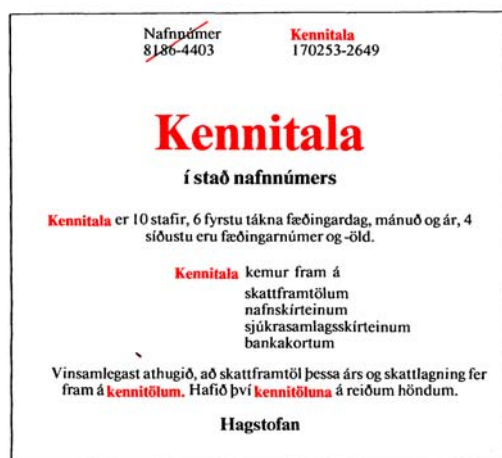 Nafnnúmer Kennitala
8186-4403 170253-2649
Kennitala
í stað nafnnúmers
Kennitala er 10 stafir, 6 fyrstu tákna fæðingardag, mánuð og ár, 4
síðustu eru fæðingarnúmer og -öld.
Kennitala kemur fram á
skattframtölum
nafnskírteinum
sjúkrasamlagsskírteinum
bankakortum
Vinsamlegast athugið, að skattframtöl þessa árs og skattlagning fer
fram á kennitölum. Hafið því kennitöluna á reiðum höndum.
Hagstofan